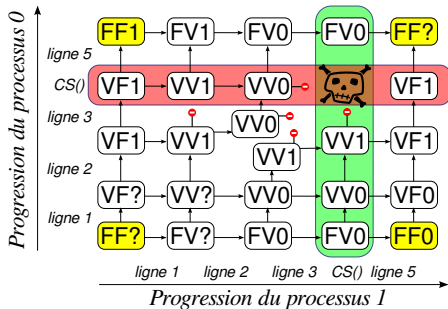 Progression du processus 0
ligne 5
CS()
ligne 3
ligne 2
ligne 1
FF1 FV1 FV0 FV0 FF?
VF1 VV1 VV0 VF1
VV0
VF1 VV1 VV1 VF1
VV1
VF? VV? VV0 VV0 VF0
FF? FV? FV0 FV0 FF0
ligne 1 ligne 2 ligne 3 CS() ligne 5
Progression du processus 1